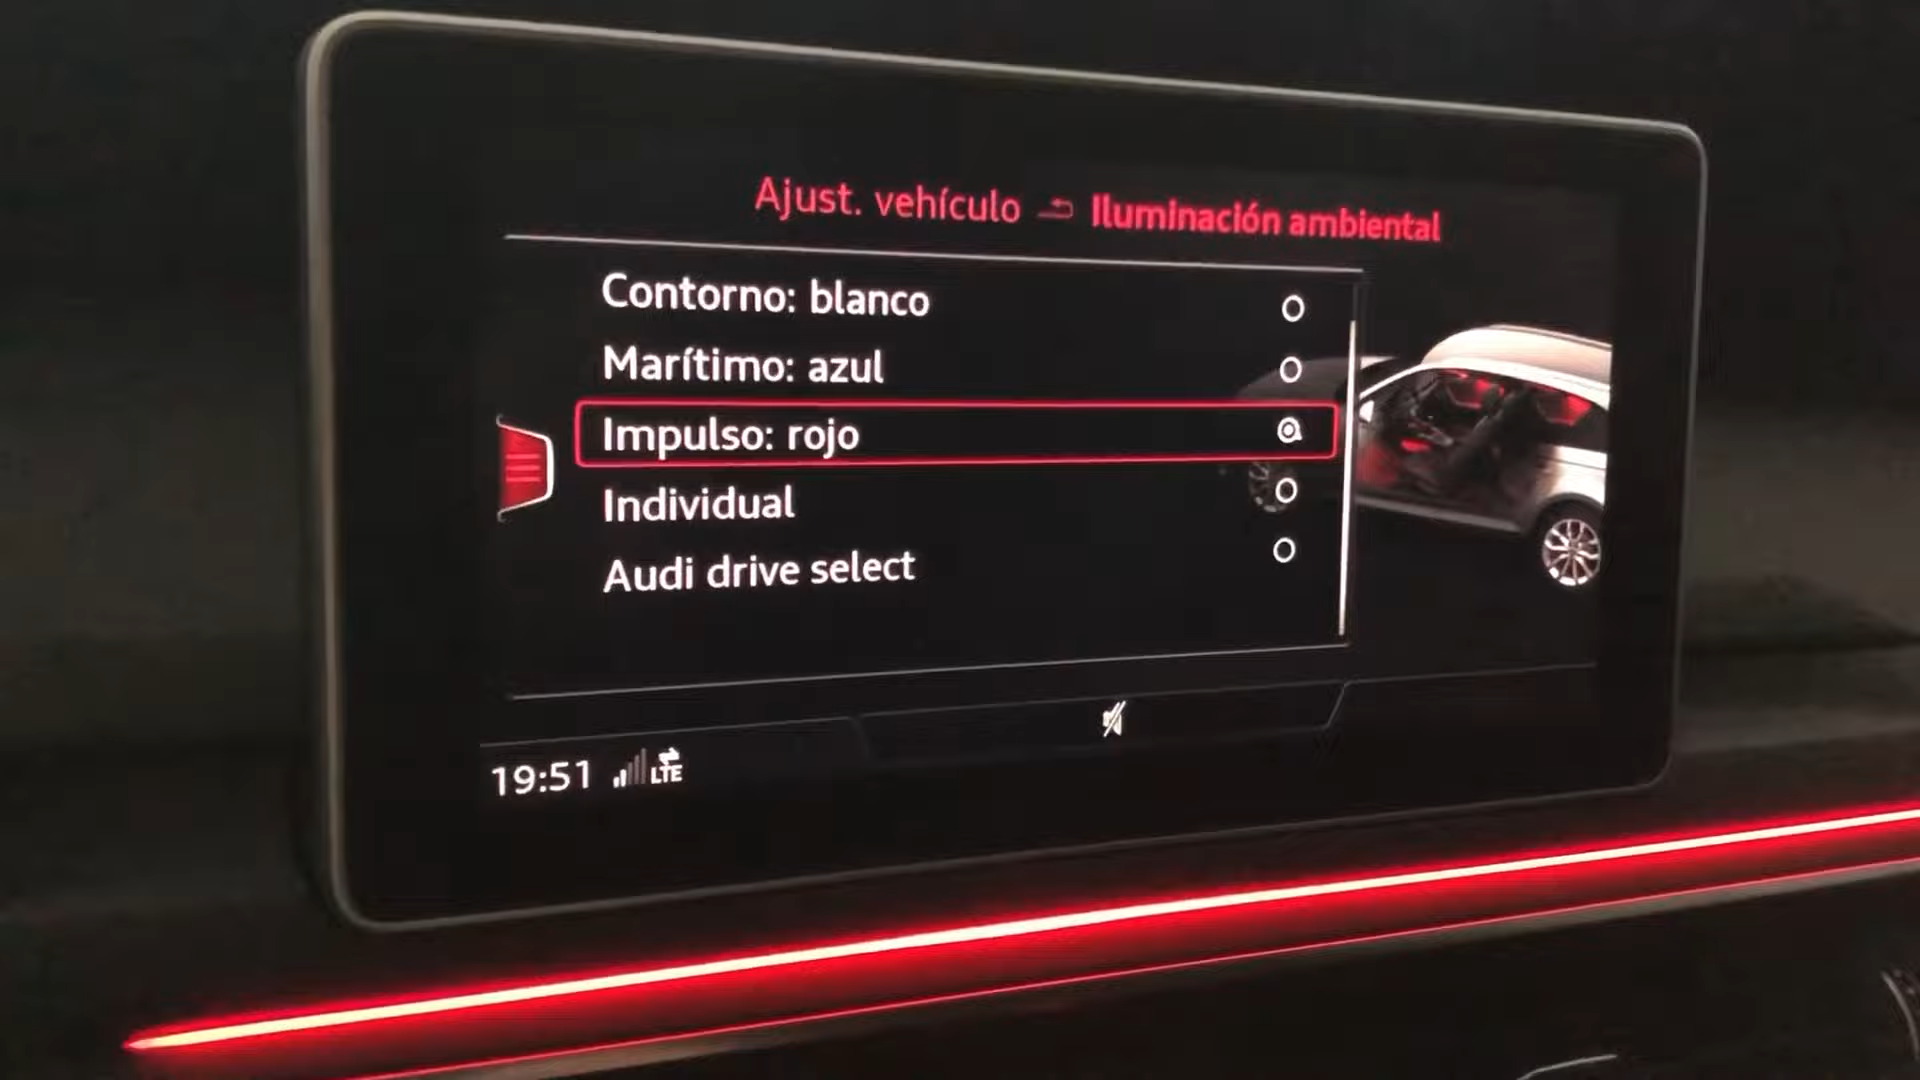 Ajust. vehículo Iluminación ambiental
Contorno: blanco
Marítimo: azul
Impulso: rojo
Individual
Audi drive select
19:51 LTE